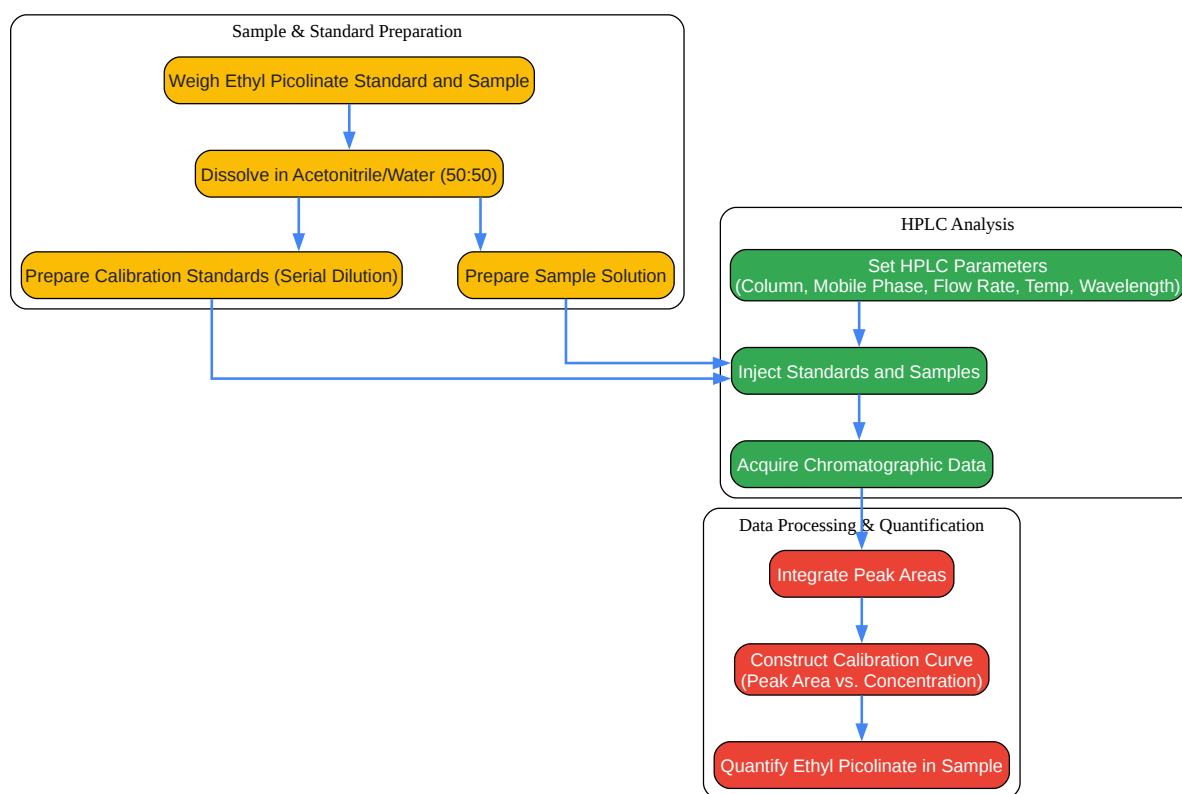 Sample & Standard Preparation
Weigh Ethyl Picolinate Standard and Sample
Dissolve in Acetonitrile/Water (50:50)
Prepare Calibration Standards (Serial Dilution)
Prepare Sample Solution
HPLC Analysis
Set HPLC Parameters
(Column, Mobile Phase, Flow Rate, Temp, Wavelength)
Inject Standards and Samples
Acquire Chromatographic Data
Data Processing & Quantification
Integrate Peak Areas
Construct Calibration Curve
(Peak Area vs. Concentration)
Quantify Ethyl Picolinate in Sample